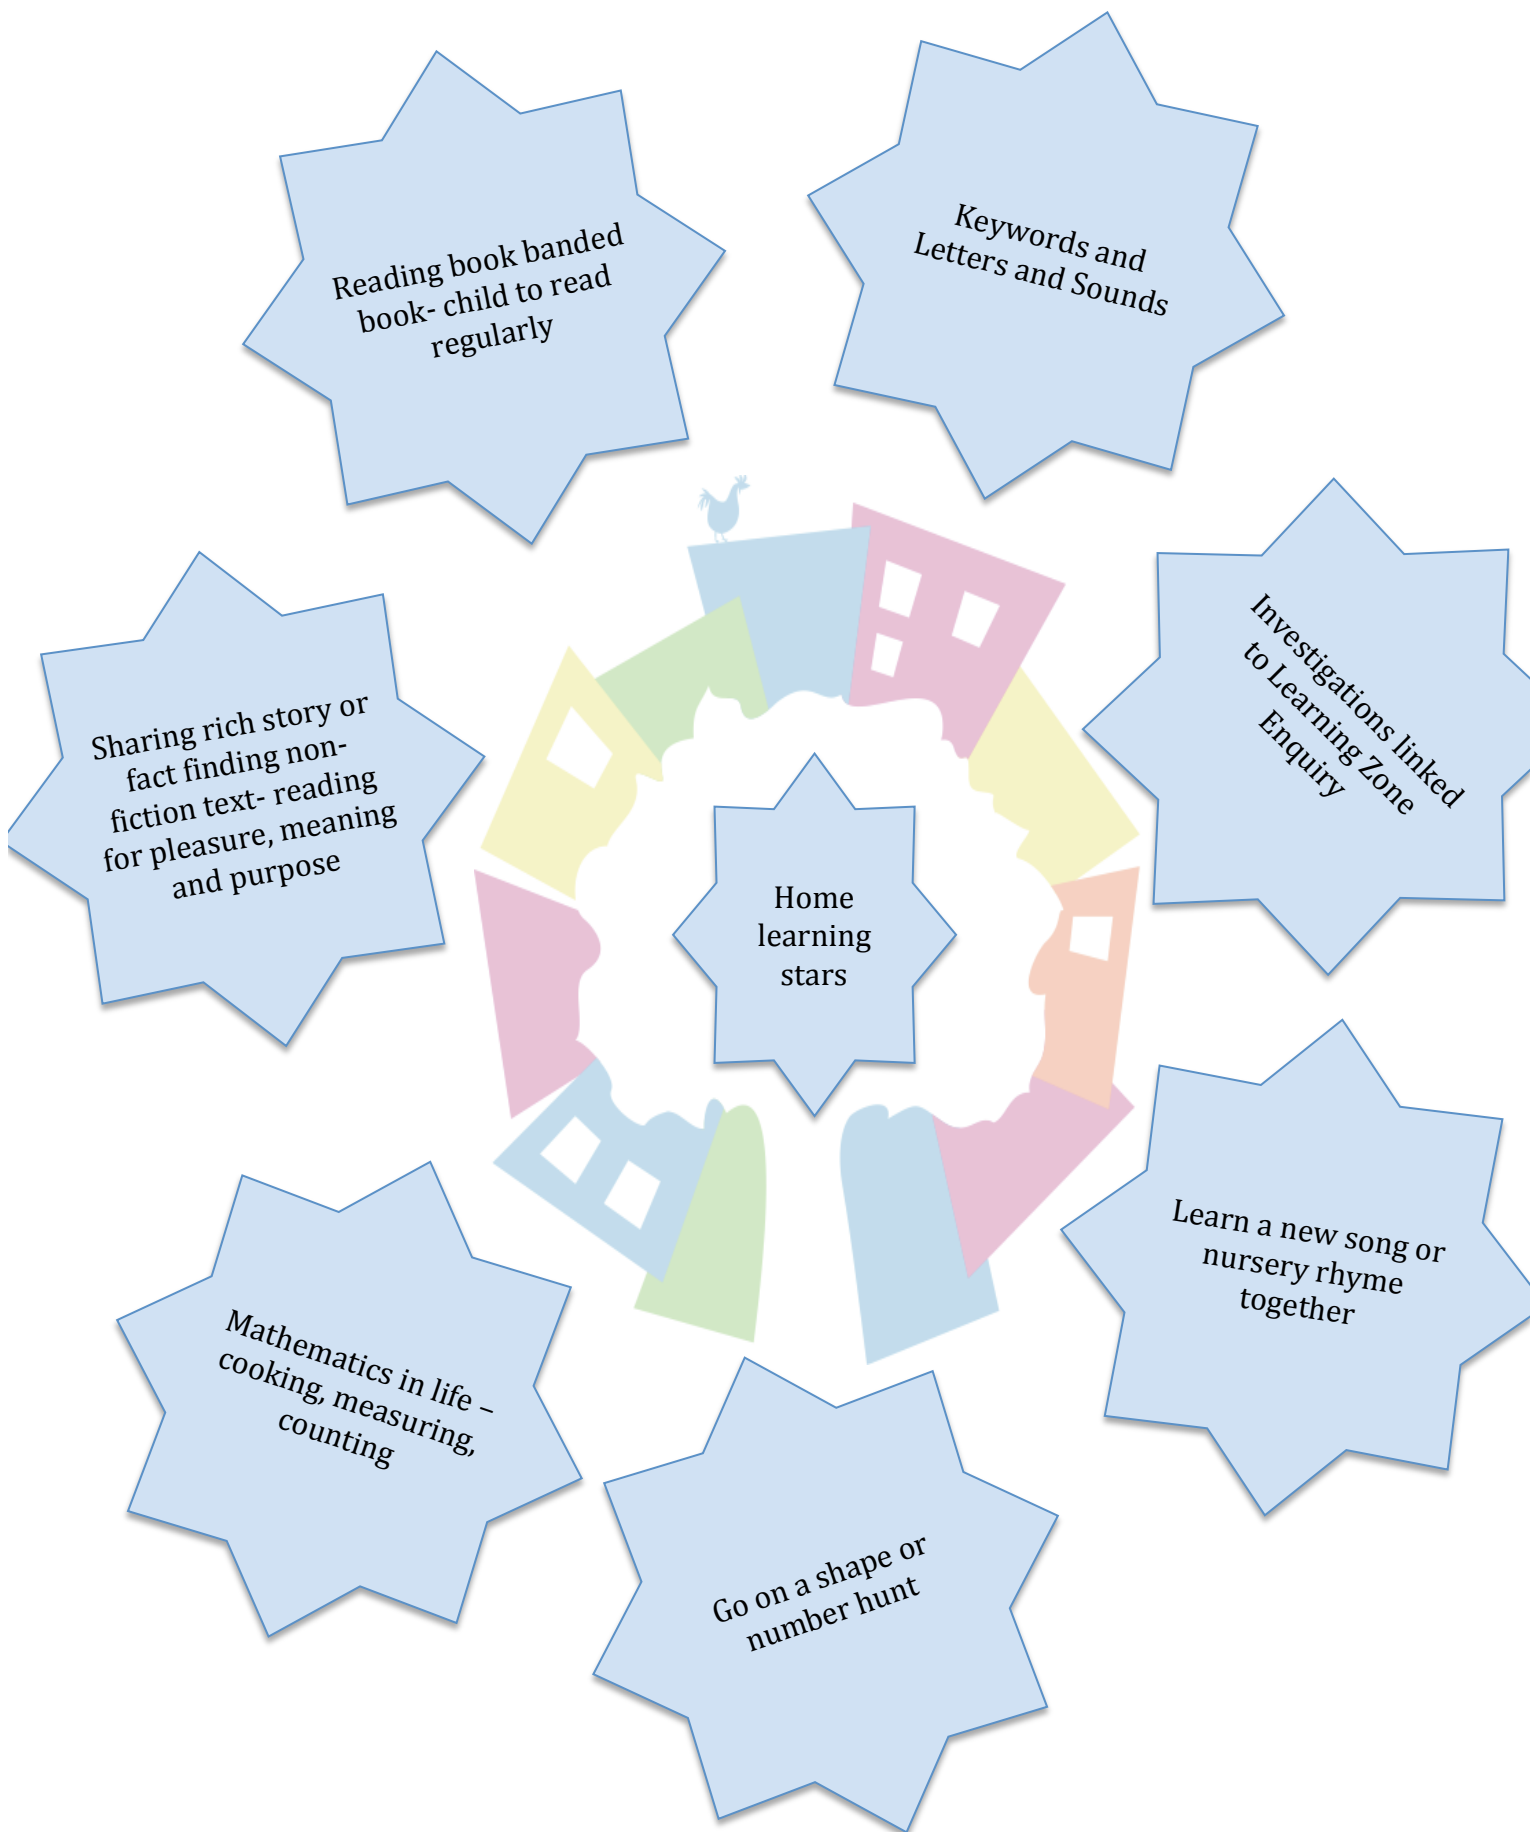 Reading book banded
book- child to read
regularly
Keywords and
Letters and Sounds
Sharing rich story or
fact finding non-
fiction text- reading
for pleasure, meaning
and purpose
Investigations linked
to Learning Zone
Enquiry
Home
learning
stars
Learn a new song or
nursery rhyme
together
Mathematics in life –
cooking, measuring,
counting
Go on a shape or
number hunt